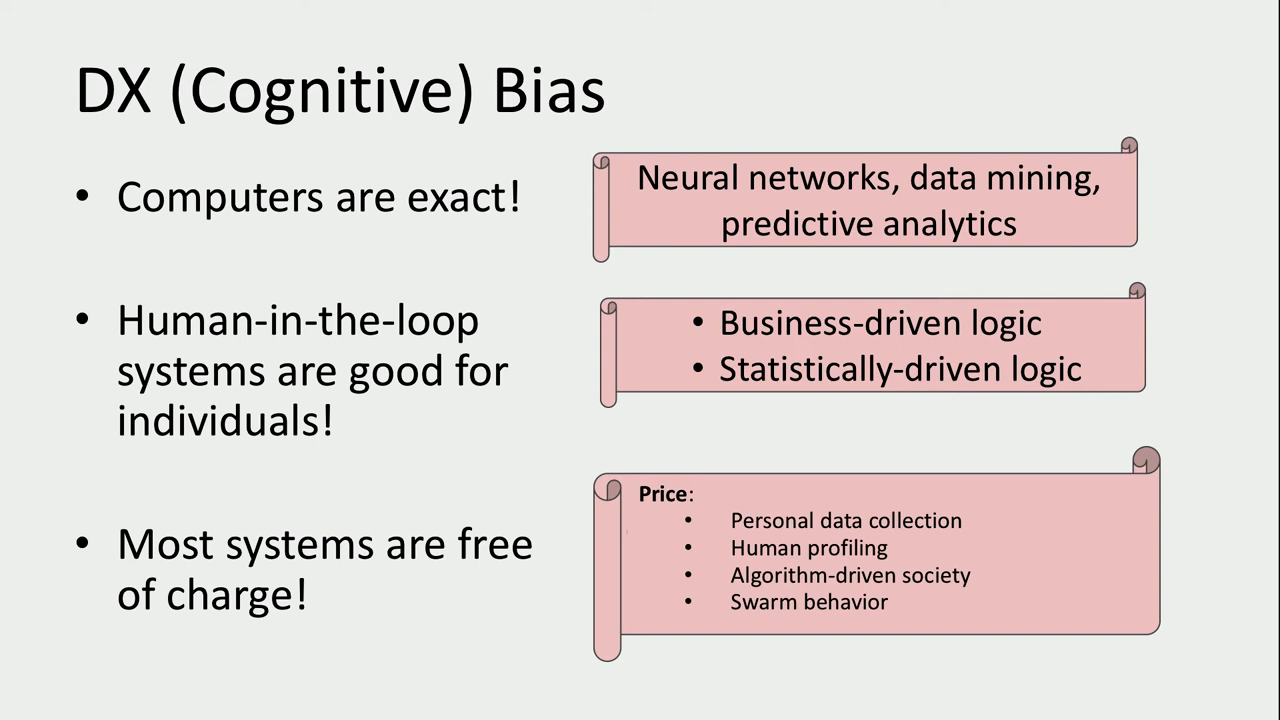 DX (Cognitive) Bias
• Computers are exact!
Neural networks, data mining,
predictive analytics
• Human-in-the-loop
systems are good for
individuals!
• Business-driven logic
• Statistically-driven logic
• Most systems are free
of charge!
Price:
• Personal data collection
• Human profiling
• Algorithm-driven society
• Swarm behavior